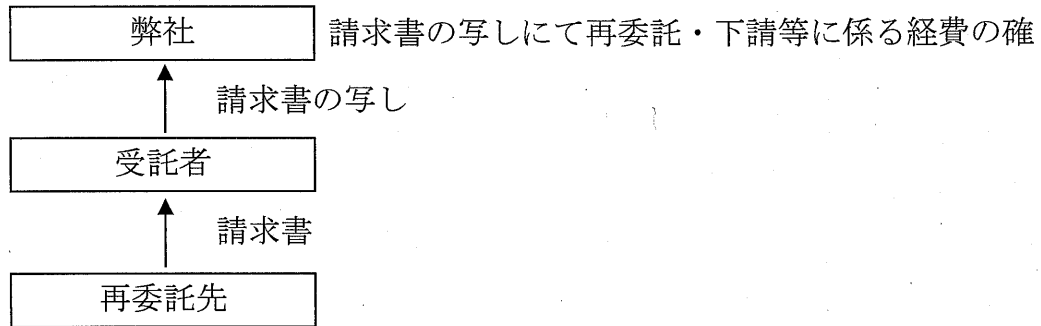 弊社
請求書の写しにて再委託・下請等に係る経費の確
請求書の写し
受託者
請求書
再委託先